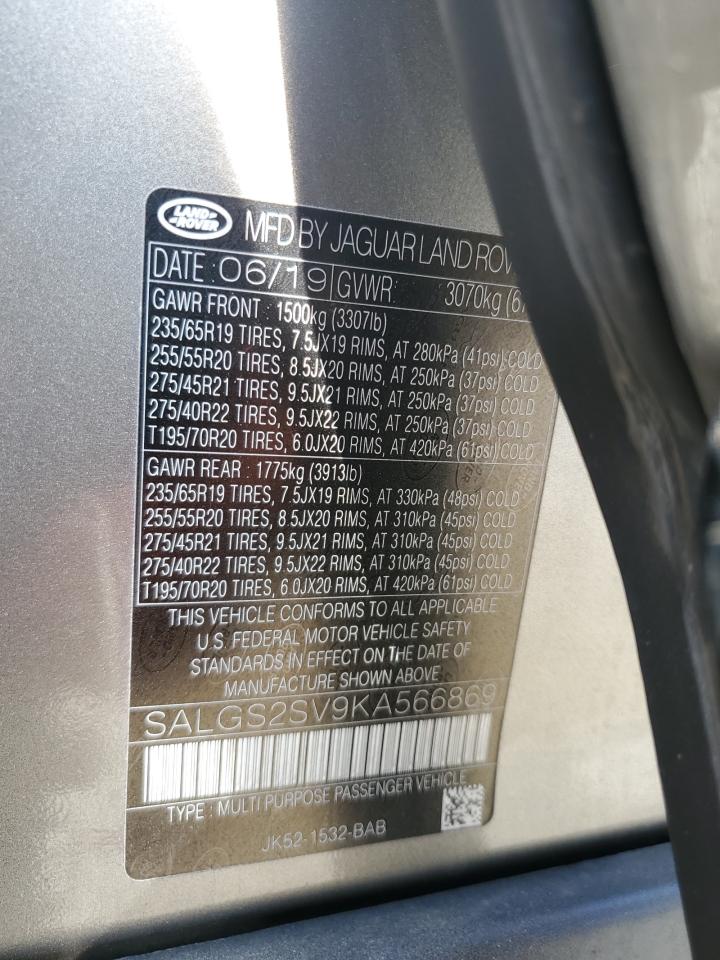 LAND ROVER
MFD BY JAGUAR LAND
DATE : 06/19 GVWR: 3070kg
GAWR FRONT : 1500kg (3307lb)
235/65R19 TIRES, 7.5JX19 RIMS, AT 280kPa (41psi) COLD
255/55R20 TIRES, 8.5JX20 RIMS, AT 250kPa (37psi) COLD
275/45R21 TIRES, 9.5JX21 RIMS, AT 250kPa (37psi) COLD
275/40R22 TIRES, 9.5JX22 RIMS, AT 250kPa (37psi) COLD
T195/70R20 TIRES, 6.0JX20 RIMS, AT 420kPa (61psi) COLD
GAWR REAR : 1775kg (3913lb)
235/65R19 TIRES, 7.5JX19 RIMS, AT 330kPa (48psi) COLD
255/55R20 TIRES, 8.5JX20 RIMS, AT 310kPa (45psi) COLD
275/45R21 TIRES, 9.5JX21 RIMS, AT 310kPa (45psi) COLD
275/40R22 TIRES, 9.5JX22 RIMS, AT 310kPa (45psi) COLD
T195/70R20 TIRES, 6.0JX20 RIMS, AT 420kPa (61psi) COLD
THIS VEHICLE CONFORMS TO ALL APPLICABLE
U.S. FEDERAL MOTOR VEHICLE SAFETY
STANDARDS IN EFFECT ON THE DATE OF
MANUFACTURE SHOWN ABOVE
SALGS2SV9KA566869
TYPE : MULTI PURPOSE PASSENGER VEHICLE
JK52-1532-BAB